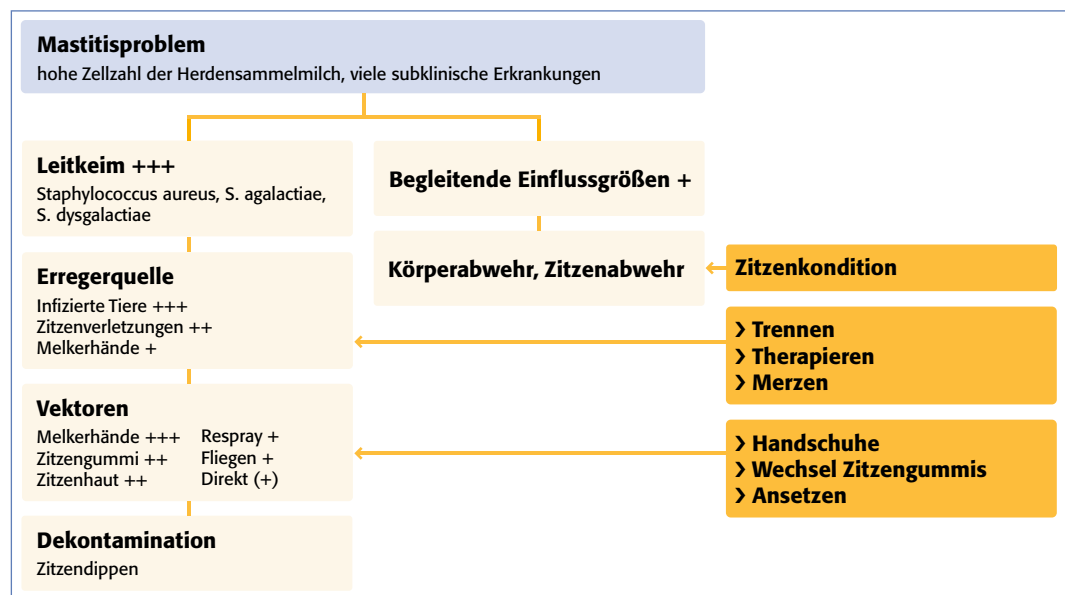 Mastitisproblem
hohe Zellzahl der Herdensammelmilch, viele subklinische Erkrankungen
Leitkeim +++
Staphylococcus aureus, S. agalactiae,
S. dysgalactiae
Begleitende Einflussgrößen +
Körperabwehr, Zitzenabwehr
Zitzenkondition
Erregerquelle
Infizierte Tiere +++
Zitzenverletzungen ++
Melkerhände +
❯ Trennen
❯ Therapieren
❯ Merzen
Vektoren
Melkerhände +++
Zitzengummi ++
Zitzenhaut ++
Respray +
Fliegen +
Direkt (+)
❯ Handschuhe
❯ Wechsel Zitzengummis
❯ Ansetzen
Dekontamination
Zitzendippen